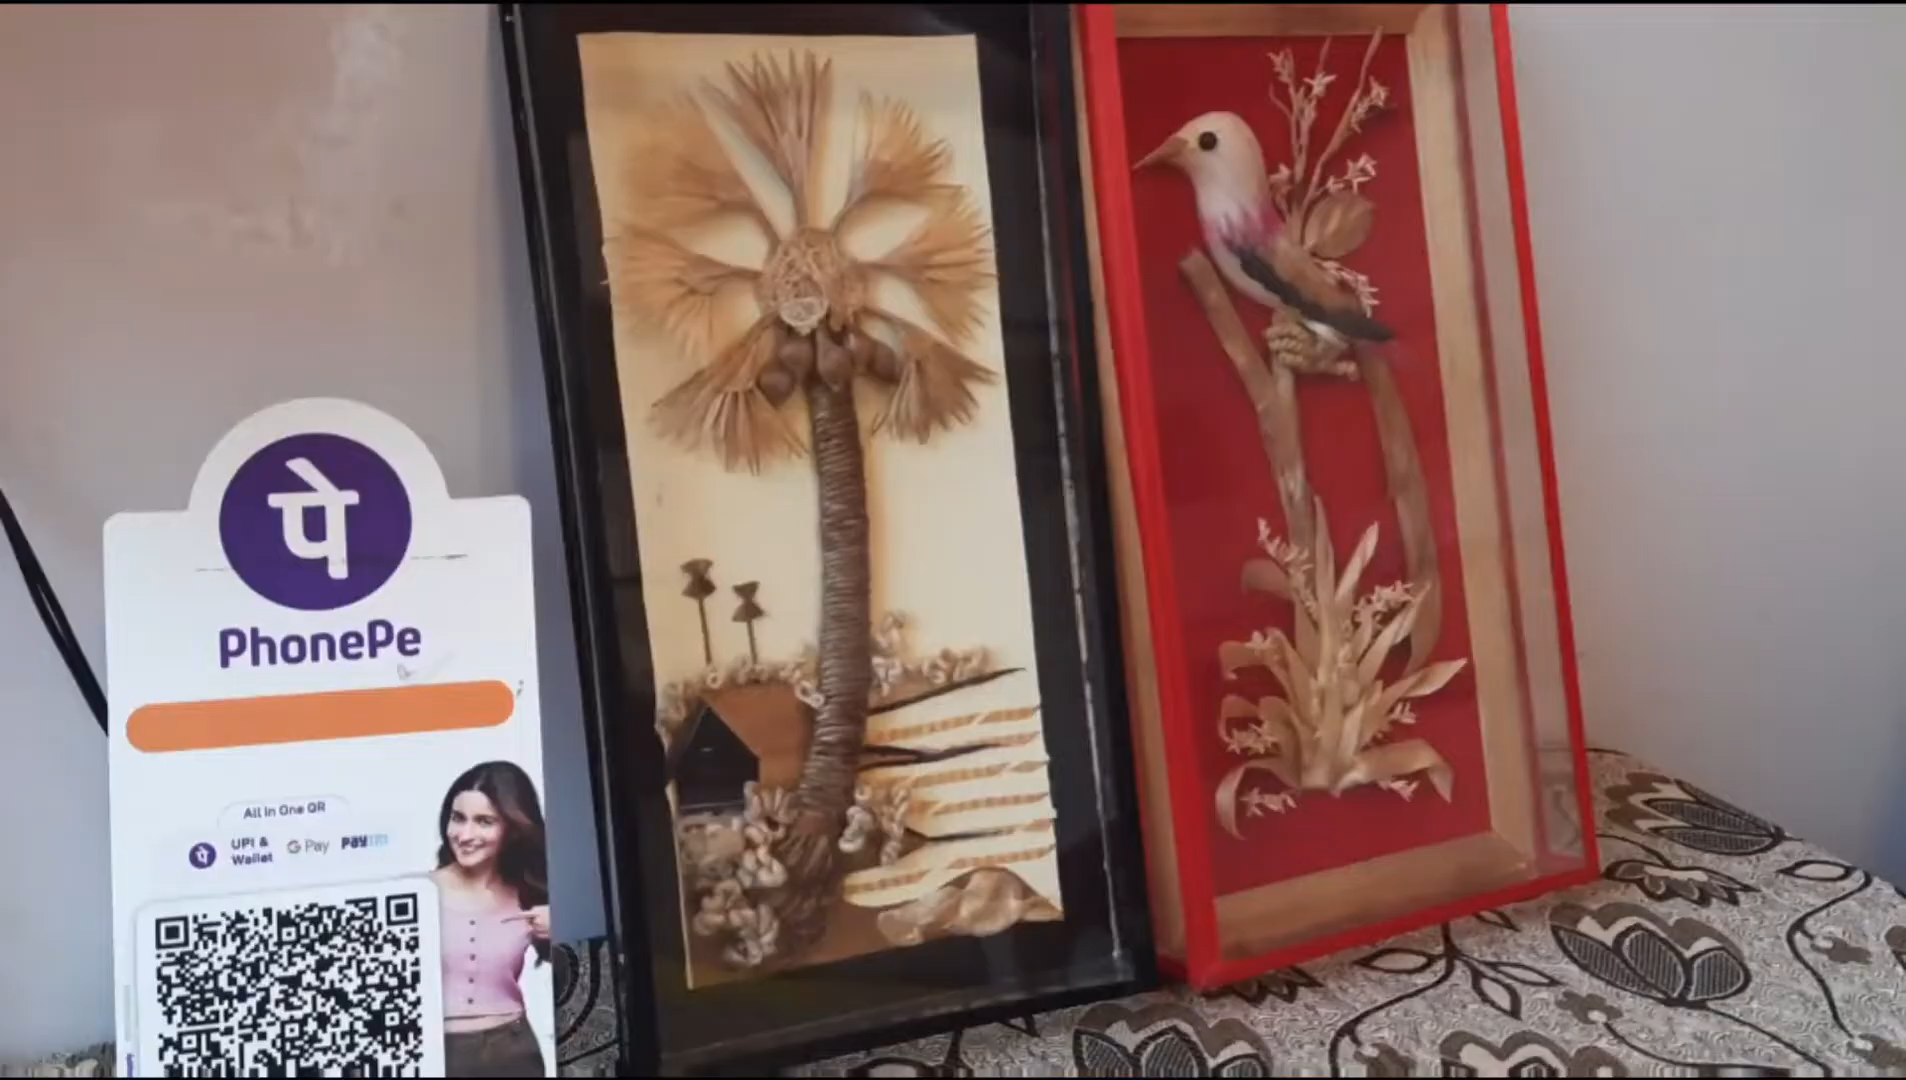 पे
PhonePe
All in One QR
UPI & Wallet
G Pay
paytm